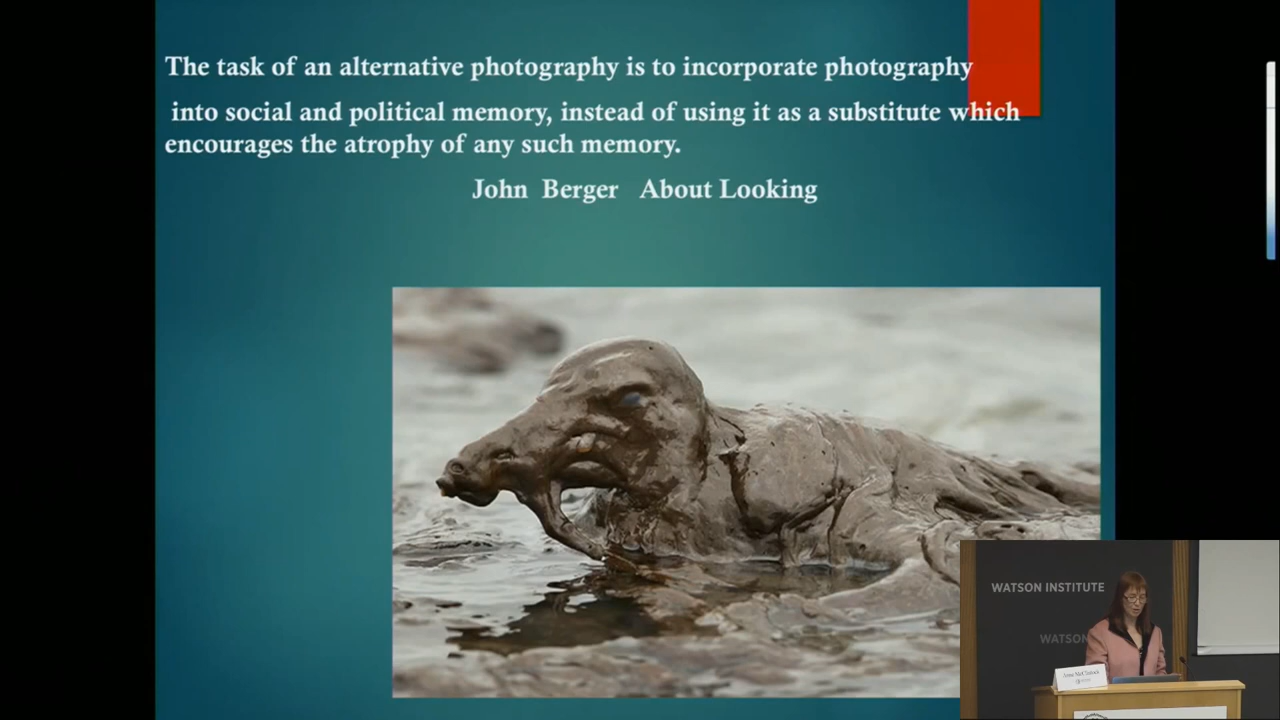 The task of an alternative photography is to incorporate photography
into social and political memory, instead of using it as a substitute which
encourages the atrophy of any such memory.
John Berger About Looking
WATSON INSTITUTE
WATSON